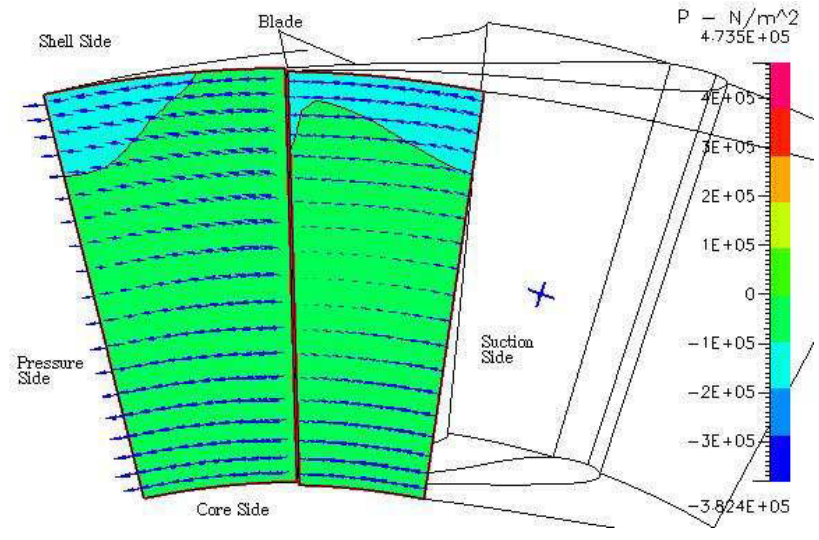 Blade
P - N/m^2
4.735E+05
Shell Side
4E+05
3E+05
2E+05
1E+05
0
Suction
Side
Pressure
Side
-1E+05
-2E+05
-3E+05
-3.824E+05
Core Side